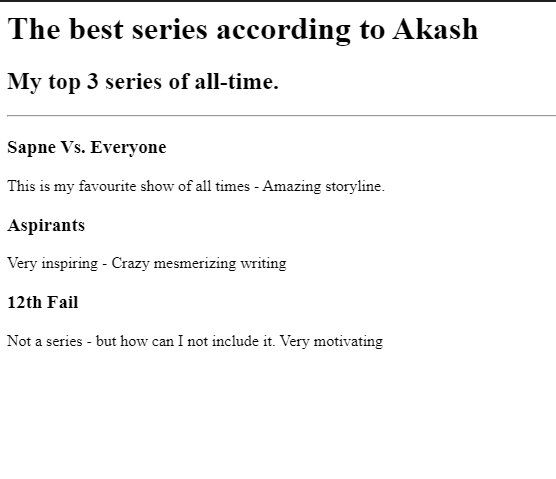 The best series according to Akash
My top 3 series of all-time.
Sapne Vs. Everyone
This is my favourite show of all times - Amazing storyline.
Aspirants
Very inspiring - Crazy mesmerizing writing
12th Fail
Not a series - but how can I not include it. Very motivating